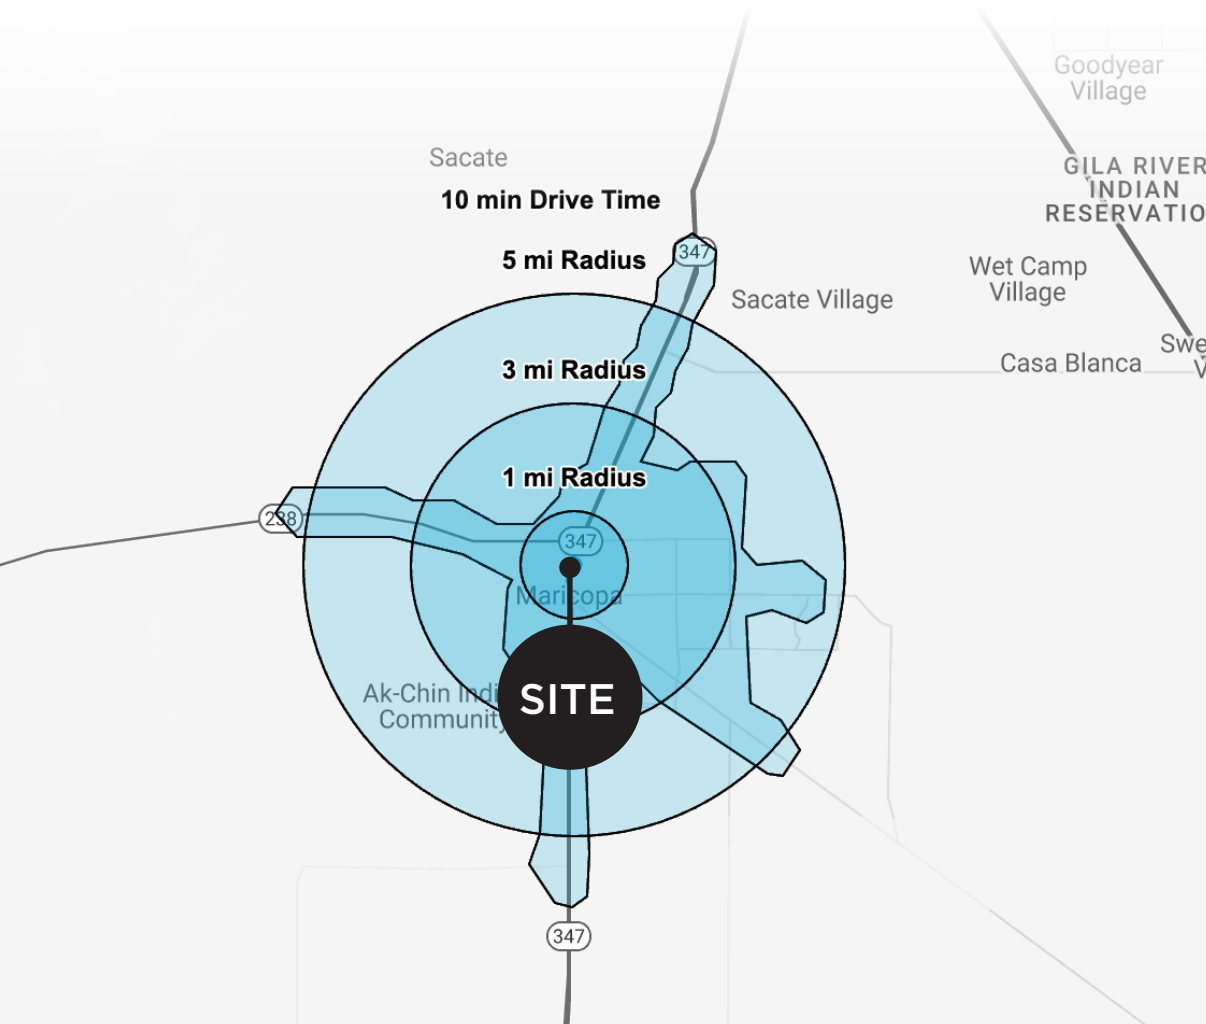 Goodyear
Village
Sacate
GILA RIVER
INDIAN
RESERVATIO
10 min Drive Time
347
5 mi Radius
Wet Camp
Village
Sacate Village
Swe
V
Casa Blanca
3 mi Radius
1 mi Radius
238
347
Maricopa
Ak-Chin Indi
Community
SITE
347